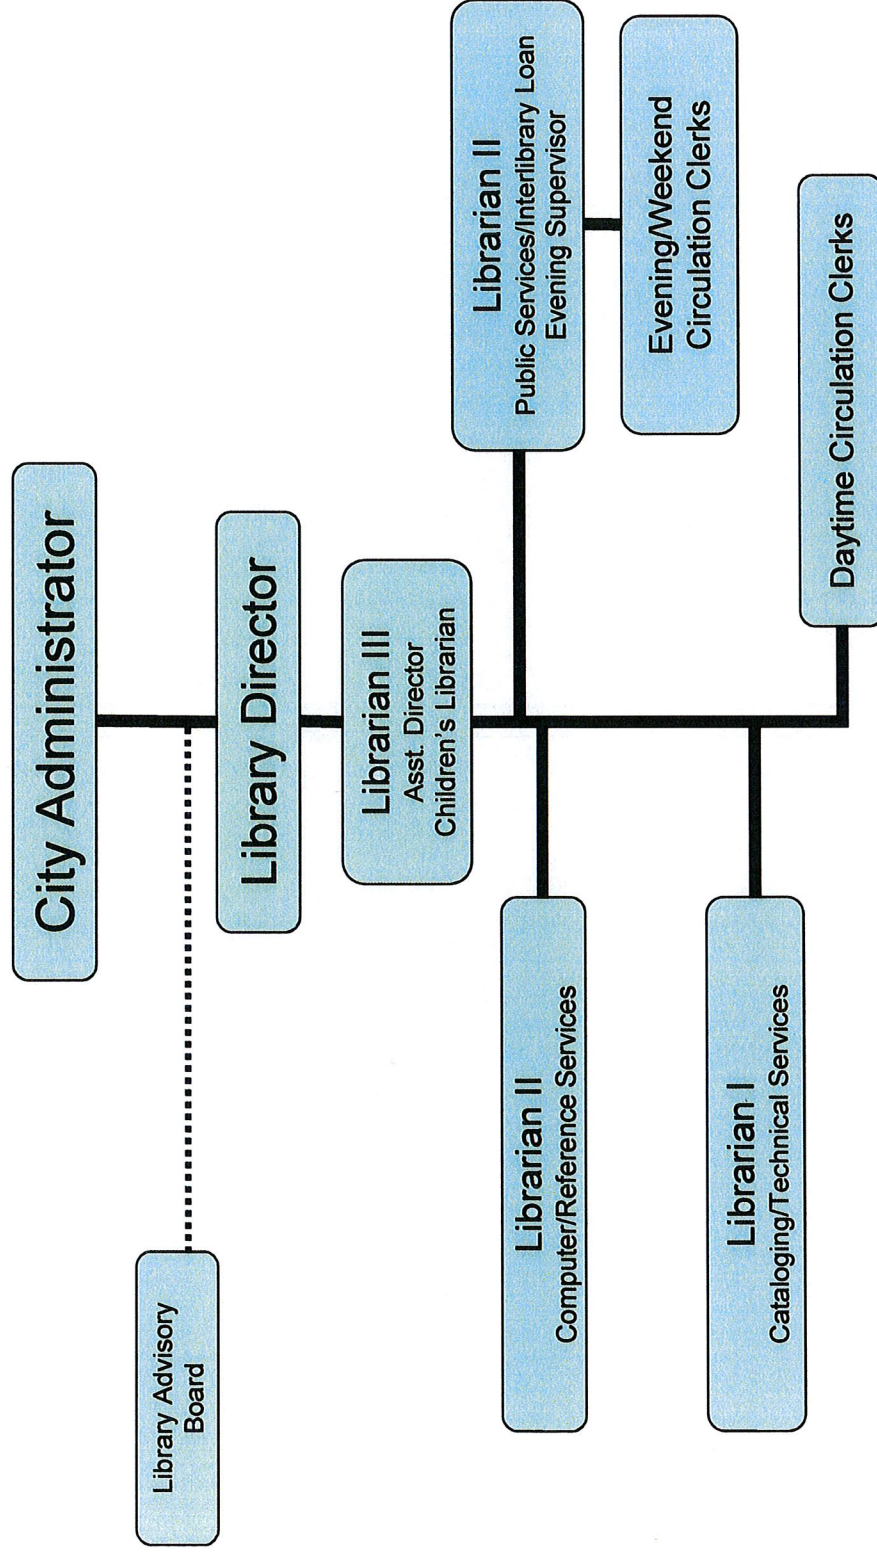 City Administrator
Library Advisory
Board
Library Director
Librarian III
Asst. Director
Children's Librarian
Librarian II
Computer/Reference Services
Librarian II
Public Services/Interlibrary Loan
Evening Supervisor
Evening/Weekend
Circulation Clerks
Librarian I
Cataloging/Technical Services
Daytime Circulation Clerks